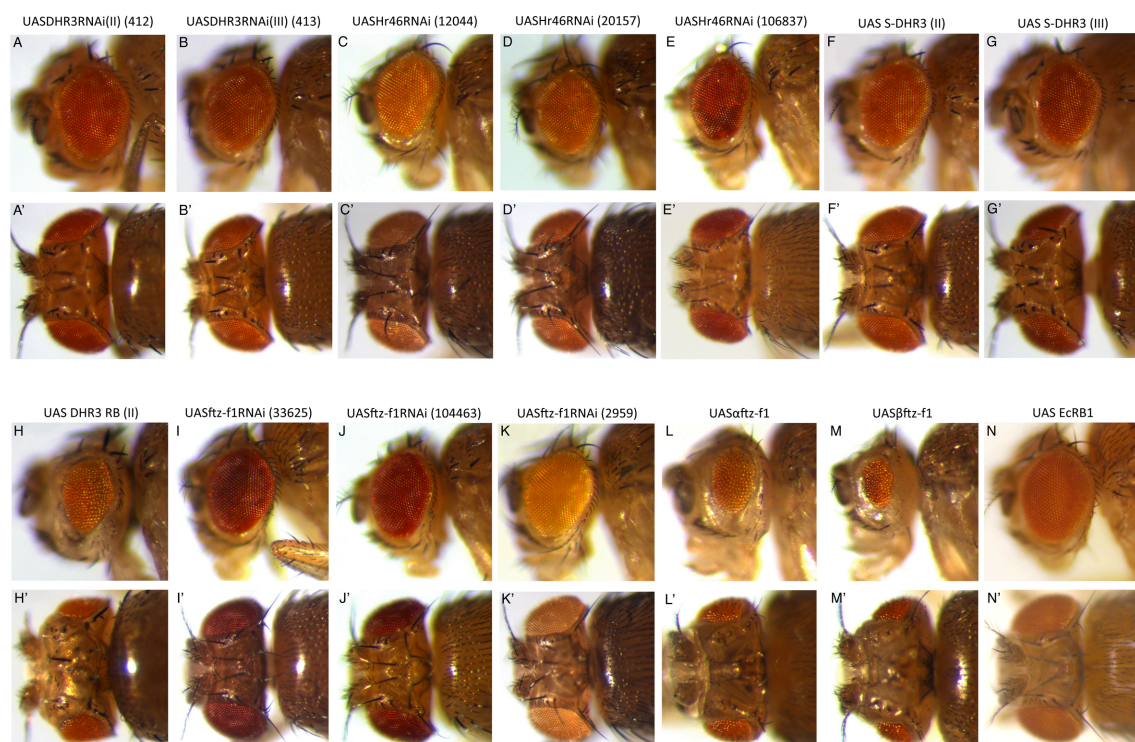 UASDHR3RNAi(II) (412) UASDHR3RNAi(III) (413) UASHr46RNAi (12044) UASHr46RNAi (20157) UASHr46RNAi (106837) UAS S-DHR3 (II) UAS S-DHR3 (III)
A B C D E F G
A' B' C' D' E' F' G'
UAS DHR3 RB (II) UASftz-f1RNAi (33625) UASftz-f1RNAi (104463) UASftz-f1RNAi (2959) UASαftz-f1 UASβftz-f1 UAS EcRB1
H I J K L M N
H' I' J' K' L' M' N'